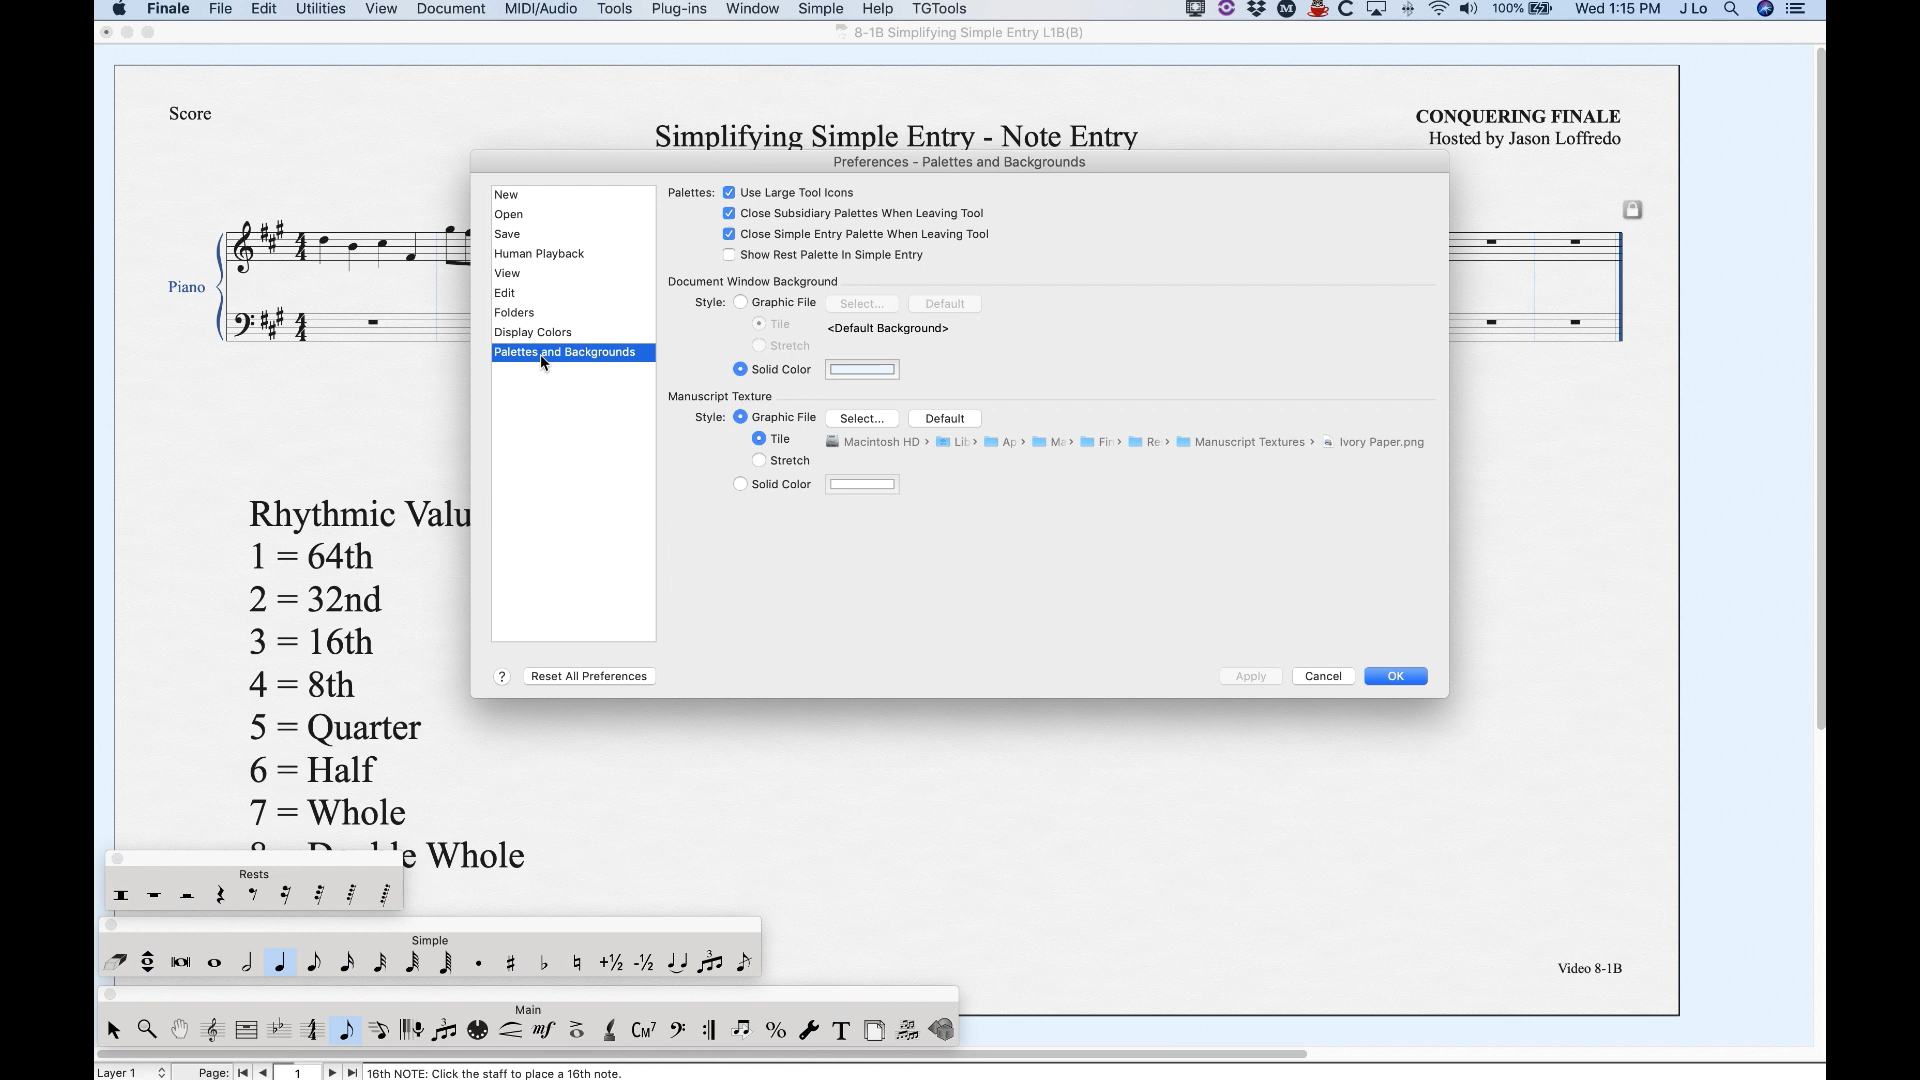 Finale File Edit Utilities View Document MIDI/Audio Tools Plug-ins Window Simple Help TGTools 100% Wed 1:15 PM J Lo
8-1B Simplifying Simple Entry L1B(B)
Score
CONQUERING FINALE
Simplifying Simple Entry - Note Entry
Hosted by Jason Loffredo
Preferences - Palettes and Backgrounds
New
Open
Save
Human Playback
View
Edit
Folders
Display Colors
Palettes and Backgrounds
Palettes: Use Large Tool Icons
Close Subsidiary Palettes When Leaving Tool
Close Simple Entry Palette When Leaving Tool
Show Rest Palette In Simple Entry
Document Window Background
Style: Graphic File Select... Default
Tile <Default Background>
Stretch
Solid Color
Manuscript Texture
Style: Graphic File Select... Default
Tile Macintosh HD › Lib › Ap › Ma › Fin › Re › Manuscript Textures › Ivory Paper.png
Stretch
Solid Color
? Reset All Preferences Apply Cancel OK
Piano
Rhythmic Valu
1 = 64th
2 = 32nd
3 = 16th
4 = 8th
5 = Quarter
6 = Half
7 = Whole
e Whole
Rests
Simple
+½ -½
Video 8-1B
Main
mf CM7 % T
Layer 1 Page: 1 16th NOTE: Click the staff to place a 16th note.